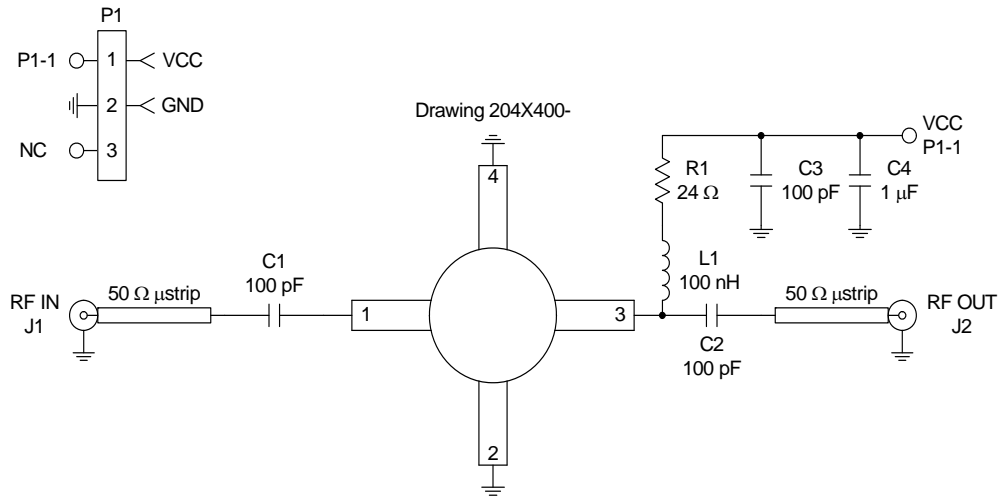 P1
P1-1 1 VCC
2 GND
NC 3
Drawing 204X400-
4
VCC
P1-1
R1
24 Ω
C3
100 pF
C4
1 μF
L1
100 nH
C1
100 pF
RF IN
J1
50 Ω μstrip
1
3
50 Ω μstrip
RF OUT
J2
C2
100 pF
2